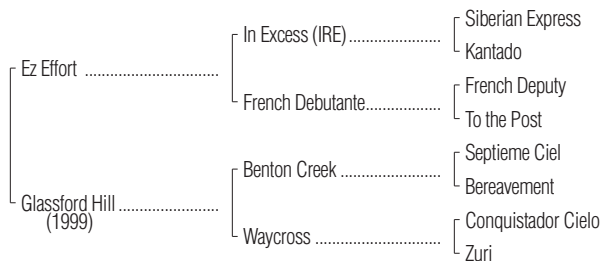 Siberian Express
In Excess (IRE)
Kantado
Ez Effort
French Deputy
French Debutante
To the Post
Septieme Ciel
Benton Creek
Bereavement
Glassford Hill
(1999)
Conquistador Cielo
Waycross
Zuri